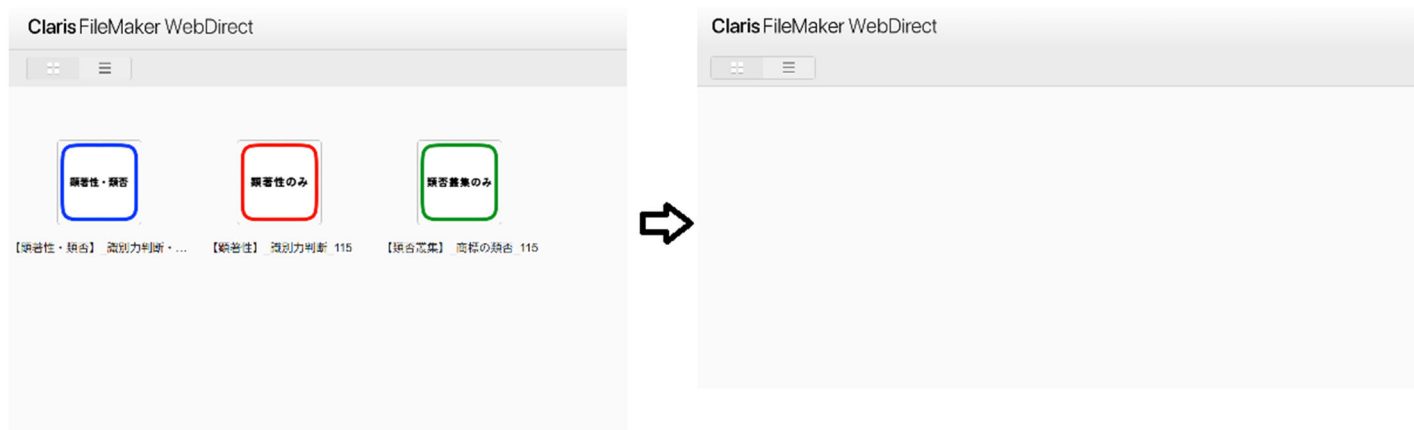 Claris FileMaker WebDirect
顕著性・類否
顕著性のみ
類否叢集のみ
【顕著性・類否】_識別力判断・...
【顕著性】_識別力判断_115
【類否叢集】_商標の類否_115
Claris FileMaker WebDirect